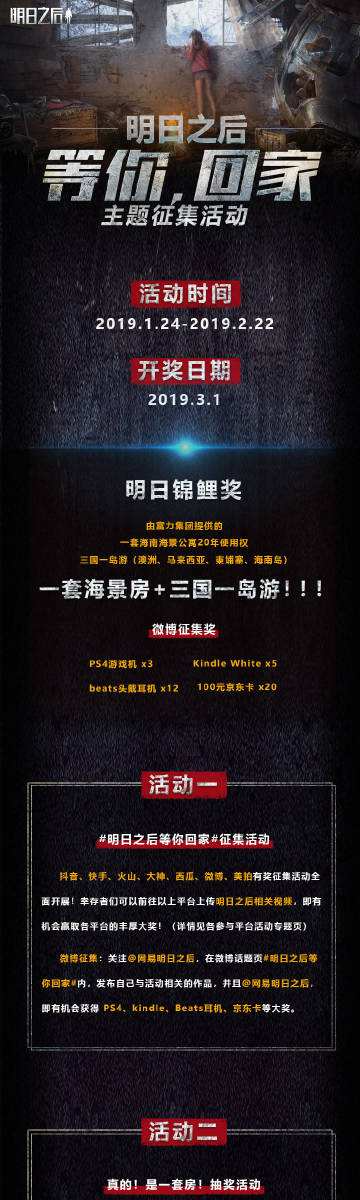 明日之后
明日之后
等你,回家
主题征集活动
活动时间
2019.1.24-2019.2.22
开奖日期
2019.3.1
明日锦鲤奖
由富力集团提供的
一套海南海景公寓20年使用权
三国一岛游（澳洲、马来西亚、柬埔寨、海南岛）
一套海景房+三国一岛游!!!
微博征集奖
PS4游戏机 x3 Kindle White x5
beats头戴耳机 x12 100元京东卡 x20
活动一
#明日之后等你回家#征集活动
抖音、快手、火山、大神、西瓜、微博、美拍有奖征集活动全
面开展！幸存者们可以前往以上平台上传明日之后相关视频，即有
机会赢取各平台的丰厚大奖！（详情见各参与平台活动专题页）
微博征集：关注@网易明日之后，在微博话题页#明日之后等
你回家#内，发布自己与活动相关的作品，并且@网易明日之后，
即有机会获得 PS4、kindle、Beats耳机、京东卡等大奖。
活动二
真的！是一套房！抽奖活动